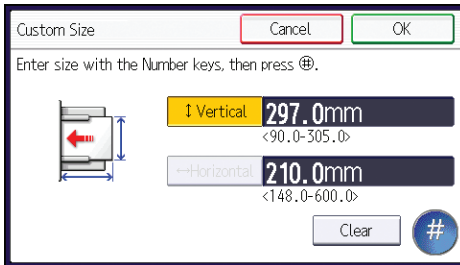 Custom Size
Cancel
OK
Enter size with the Number keys, then press ⊕.
↕ Vertical
297.0mm
<90.0-305.0>
↔Horizontal
210.0mm
<148.0-600.0>
Clear
#